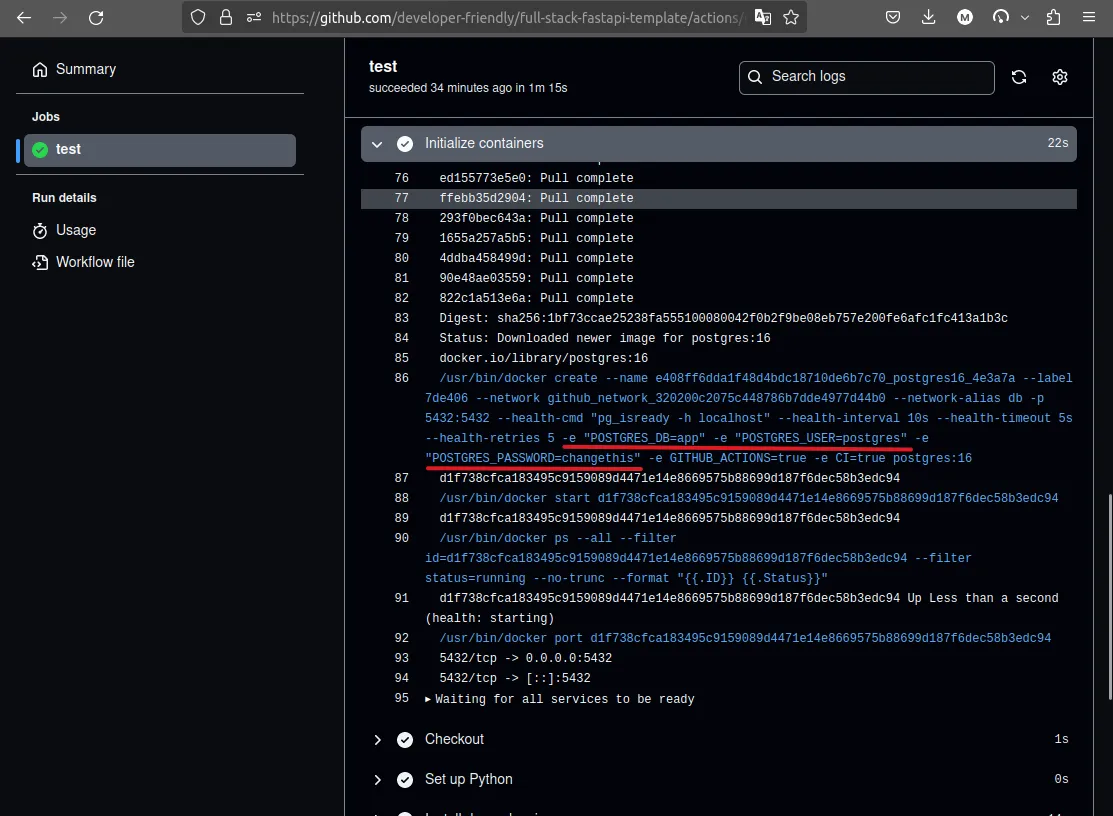 https://github.com/developer-friendly/full-stack-fastapi-template/actions/
M
Summary
Jobs
test
Run details
Usage
Workflow file
test
succeeded 34 minutes ago in 1m 15s
Search logs
Initialize containers 22s
76 ed155773e5e0: Pull complete
77 ffebb35d2904: Pull complete
78 293f0bec643a: Pull complete
79 1655a257a5b5: Pull complete
80 4ddba458499d: Pull complete
81 90e48ae03559: Pull complete
82 822c1a513e6a: Pull complete
83 Digest: sha256:1bf73ccae25238fa555100080042f0b2f9be08eb757e200fe6afc1fc413a1b3c
84 Status: Downloaded newer image for postgres:16
85 docker.io/library/postgres:16
86 /usr/bin/docker create --name e408ff6dda1f48d4bdc18710de6b7c70_postgres16_4e3a7a --label
7de406 --network github_network_320200c2075c448786b7dde4977d44b0 --network-alias db -p
5432:5432 --health-cmd "pg_isready -h localhost" --health-interval 10s --health-timeout 5s
--health-retries 5 -e "POSTGRES_DB=app" -e "POSTGRES_USER=postgres" -e
"POSTGRES_PASSWORD=changethis" -e GITHUB_ACTIONS=true -e CI=true postgres:16
87 d1f738cfca183495c9159089d4471e14e8669575b88699d187f6dec58b3edc94
88 /usr/bin/docker start d1f738cfca183495c9159089d4471e14e8669575b88699d187f6dec58b3edc94
89 d1f738cfca183495c9159089d4471e14e8669575b88699d187f6dec58b3edc94
90 /usr/bin/docker ps --all --filter
id=d1f738cfca183495c9159089d4471e14e8669575b88699d187f6dec58b3edc94 --filter
status=running --no-trunc --format "{{.ID}} {{.Status}}"
91 d1f738cfca183495c9159089d4471e14e8669575b88699d187f6dec58b3edc94 Up Less than a second
(health: starting)
92 /usr/bin/docker port d1f738cfca183495c9159089d4471e14e8669575b88699d187f6dec58b3edc94
93 5432/tcp -> 0.0.0.0:5432
94 5432/tcp -> [::]:5432
95 ▸ Waiting for all services to be ready
Checkout 1s
Set up Python 0s